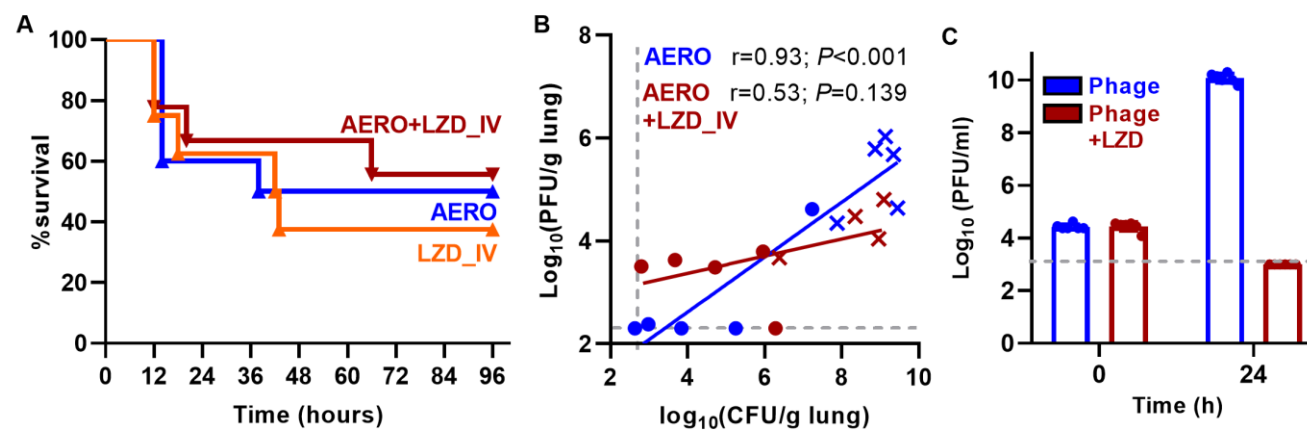 A
%survival
100
80
60
40
20
0
0 12 24 36 48 60 72 84 96
Time (hours)
AERO+LZD_IV
AERO
LZD_IV
B
Log10(PFU/g lung)
8
6
4
2
2 4 6 8 10
log10(CFU/g lung)
AERO r=0.93; P<0.001
AERO r=0.53; P=0.139
+LZD_IV
C
Log10(PFU/ml)
10
8
6
4
2
0
0 24
Time (h)
Phage
Phage
+LZD